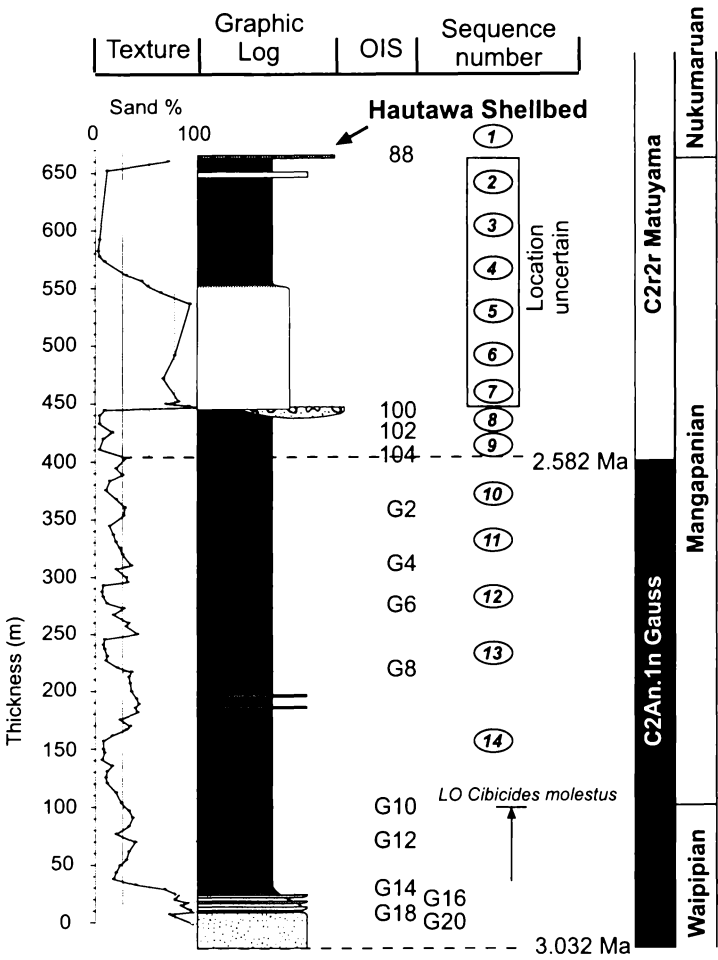 Graphic
Log
Texture
OIS
Sequence
number
Sand %
0 100
Hautawa Shellbed
Thickness (m)
650
600
550
500
450
400
350
300
250
200
150
100
50
0
88
100
102
104
G2
G4
G6
G8
G10
G12
G14
G16
G18
G20
1
2
3
4
5
6
7
8
9
10
11
12
13
14
Location
uncertain
2.582 Ma
LO Cibicides molestus
3.032 Ma
C2r2r Matuyama
C2An.1n Gauss
Nukumaruan
Mangapanian
Waipipian